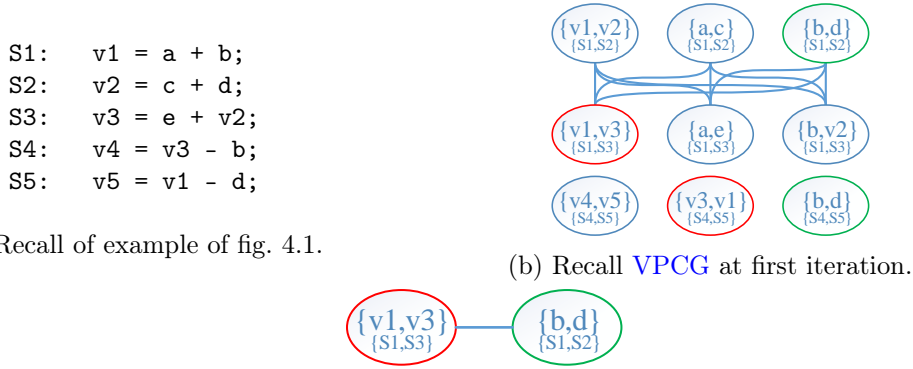 S1: v1 = a + b;
S2: v2 = c + d;
S3: v3 = e + v2;
S4: v4 = v3 - b;
S5: v5 = v1 - d;
Recall of example of fig. 4.1.
{v1,v2} {a,c} {b,d}
{S1,S2} {S1,S2} {S1,S2}
{v1,v3} {a,e} {b,v2}
{S1,S3} {S1,S3} {S1,S3}
{v4,v5} {v3,v1} {b,d}
{S4,S5} {S4,S5} {S4,S5}
(b) Recall VPCG at first iteration.
{v1,v3} {b,d}
{S1,S3} {S1,S2}